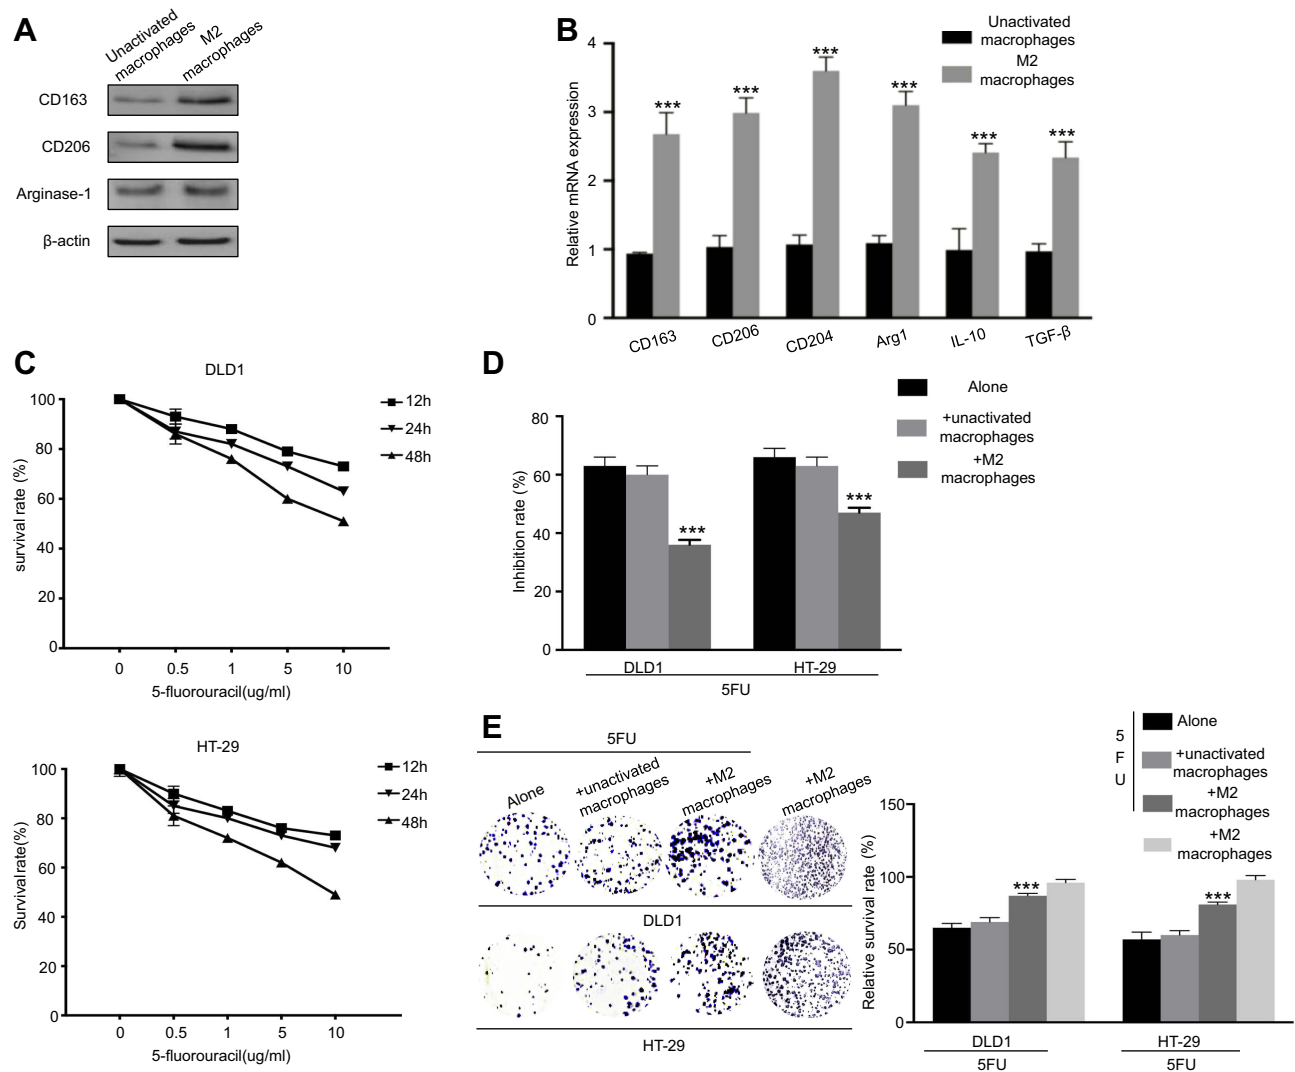 A
Unactivated
macrophages
M2
macrophages
CD163
CD206
Arginase-1
β-actin
B
Unactivated
macrophages
M2
macrophages
Relative mRNA expression
4
3
2
1
0
***
***
***
***
***
***
CD163
CD206
CD204
Arg1
IL-10
TGF-β
C
DLD1
12h
24h
48h
survival rate (%)
100
80
60
40
20
0
0 0.5 1 5 10
5-fluorouracil(ug/ml)
HT-29
12h
24h
48h
Survival rate(%)
100
80
60
40
20
0
0 0.5 1 5 10
5-fluorouracil(ug/ml)
D
Alone
+unactivated
macrophages
+M2
macrophages
Inhibition rate (%)
80
60
40
20
0
***
***
DLD1 HT-29
5FU
E
5FU
Alone
+unactivated
macrophages
+M2
macrophages
+M2
macrophages
DLD1
HT-29
5
F
U
Alone
+unactivated
macrophages
+M2
macrophages
+M2
macrophages
Relative survival rate (%)
150
100
50
0
***
***
DLD1 HT-29
5FU 5FU